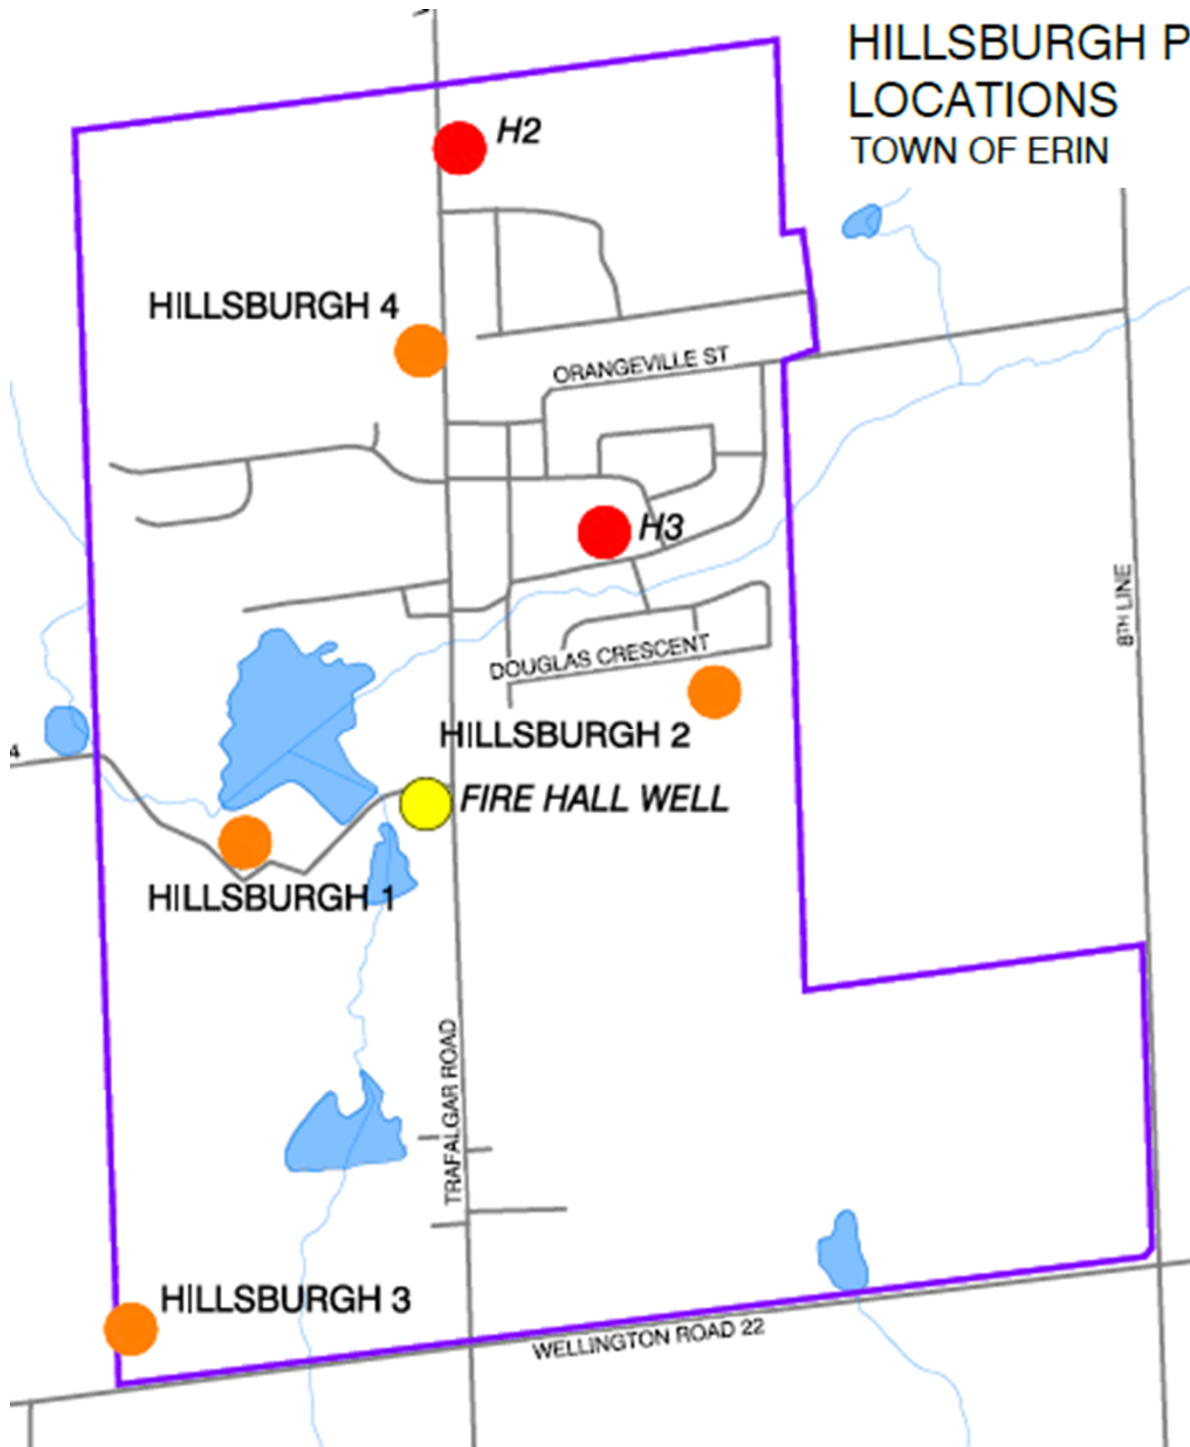 HILLSBURGH P
LOCATIONS
TOWN OF ERIN
H2
HILLSBURGH 4
ORANGEVILLE ST
H3
8TH LINE
DOUGLAS CRESCENT
HILLSBURGH 2
4
FIRE HALL WELL
HILLSBURGH 1
TRAFALGAR ROAD
HILLSBURGH 3
WELLINGTON ROAD 22